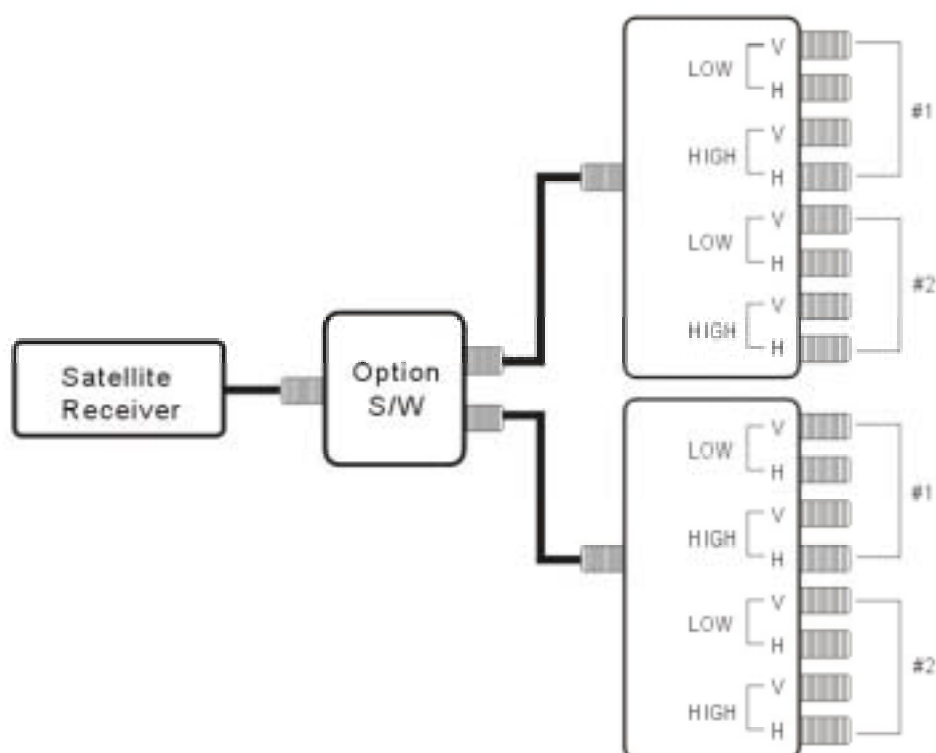 Satellite
Receiver
Option
S/W
LOW
V
H
HIGH
V
H
#1
LOW
V
H
HIGH
V
H
#2
LOW
V
H
HIGH
V
H
#1
LOW
V
H
HIGH
V
H
#2